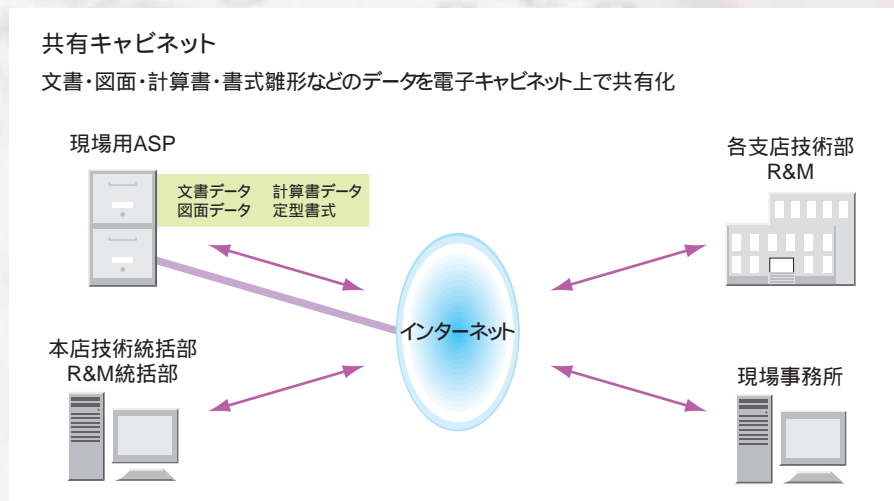 共有キャビネット
文書・図面・計算書・書式雛形などのデータを電子キャビネット上で共有化
現場用ASP
文書データ 計算書データ
図面データ 定型書式
各支店技術部
R&M
インターネット
本店技術統括部
R&M統括部
現場事務所